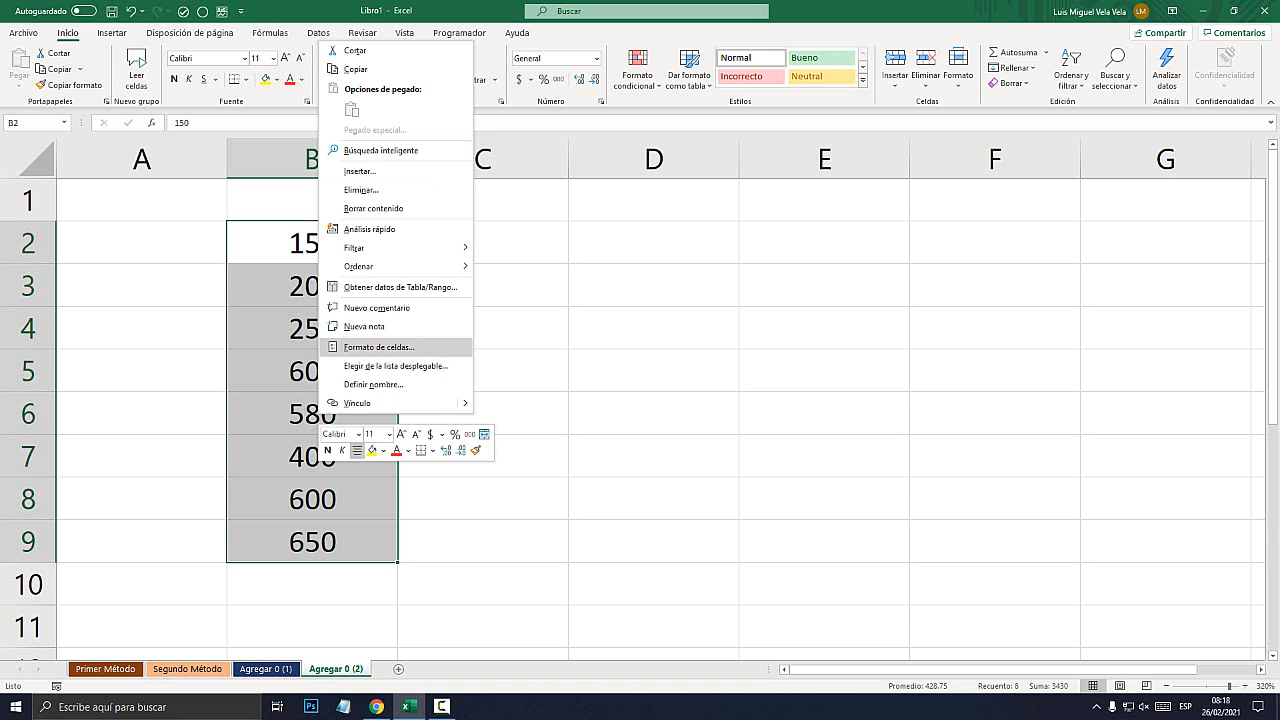 Autoguardado
Libro1 - Excel
Buscar
Luis Miguel Vela Vela
LM
Archivo
Inicio
Insertar
Disposición de página
Fórmulas
Datos
Revisar
Vista
Programador
Ayuda
Compartir
Comentarios
Pegar
Cortar
Copiar
Copiar formato
Portapapeles
Leer celdas
Nuevo grupo
Calibri
11
N K S
Fuente
General
$ % 000
Número
Formato condicional
Dar formato como tabla
Normal
Bueno
Incorrecto
Neutral
Estilos
Insertar
Eliminar
Formato
Celdas
Autosuma
Rellenar
Borrar
Ordenar y filtrar
Buscar y seleccionar
Edición
Analizar datos
Análisis
Confidencialidad
Confidencialidad
B2
fx
150
A B C D E F G
1
2 15
3 20
4 25
5 60
6 580
7 400
8 600
9 650
10
11
Cortar
Copiar
Opciones de pegado:
Pegado especial...
Búsqueda inteligente
Insertar...
Eliminar...
Borrar contenido
Análisis rápido
Filtrar
Ordenar
Obtener datos de Tabla/Rango...
Nuevo comentario
Nueva nota
Formato de celdas...
Elegir de la lista desplegable...
Definir nombre...
Vínculo
Calibri 11 A A $ % 000
N K A
Primer Método
Segundo Método
Agregar 0 (1)
Agregar 0 (2)
Listo
Promedio: 428.75
Recuento: 8
Suma: 3430
320%
Escribe aquí para buscar
ESP
08:18
26/02/2021